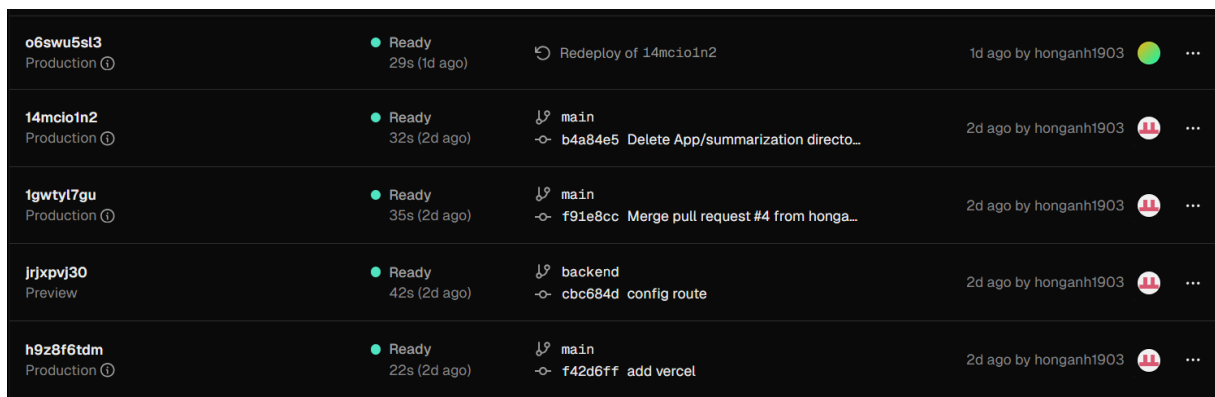 o6swu5sl3
Production
Ready
29s (1d ago)
Redeploy of 14mcio1n2
1d ago by honganh1903
14mcio1n2
Production
Ready
32s (2d ago)
main
b4a84e5 Delete App/summarization directo…
2d ago by honganh1903
1gwtyl7gu
Production
Ready
35s (2d ago)
main
f91e8cc Merge pull request #4 from honga…
2d ago by honganh1903
jrjxpvj30
Preview
Ready
42s (2d ago)
backend
cbc684d config route
2d ago by honganh1903
h9z8f6tdm
Production
Ready
22s (2d ago)
main
f42d6ff add vercel
2d ago by honganh1903